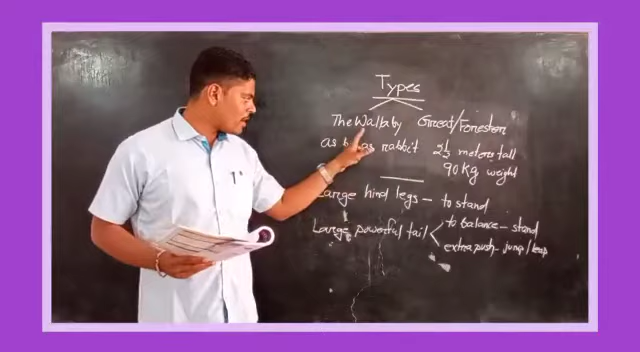 Types
The Wallaby Great/Forester
as b as rabbit 2½ meters tall
90 Kg weight
Large hind legs – to stand
Large powerful tail < to balance – stand
extra push – jump/leap